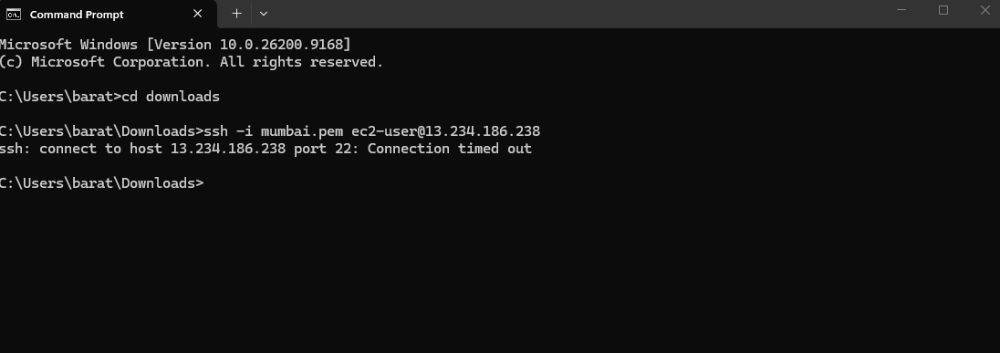 Command Prompt
Microsoft Windows [Version 10.0.26200.9168]
(c) Microsoft Corporation. All rights reserved.
C:\Users\barat>cd downloads
C:\Users\barat\Downloads>ssh -i mumbai.pem ec2-user@13.234.186.238
ssh: connect to host 13.234.186.238 port 22: Connection timed out
C:\Users\barat\Downloads>